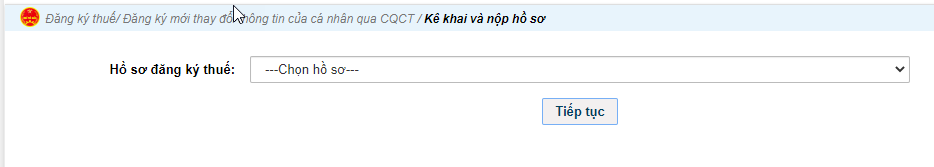 Đăng ký thuế/ Đăng ký mới thay đổi thông tin của cá nhân qua CQCT / Kê khai và nộp hồ sơ
Hồ sơ đăng ký thuế: ---Chọn hồ sơ---
Tiếp tục